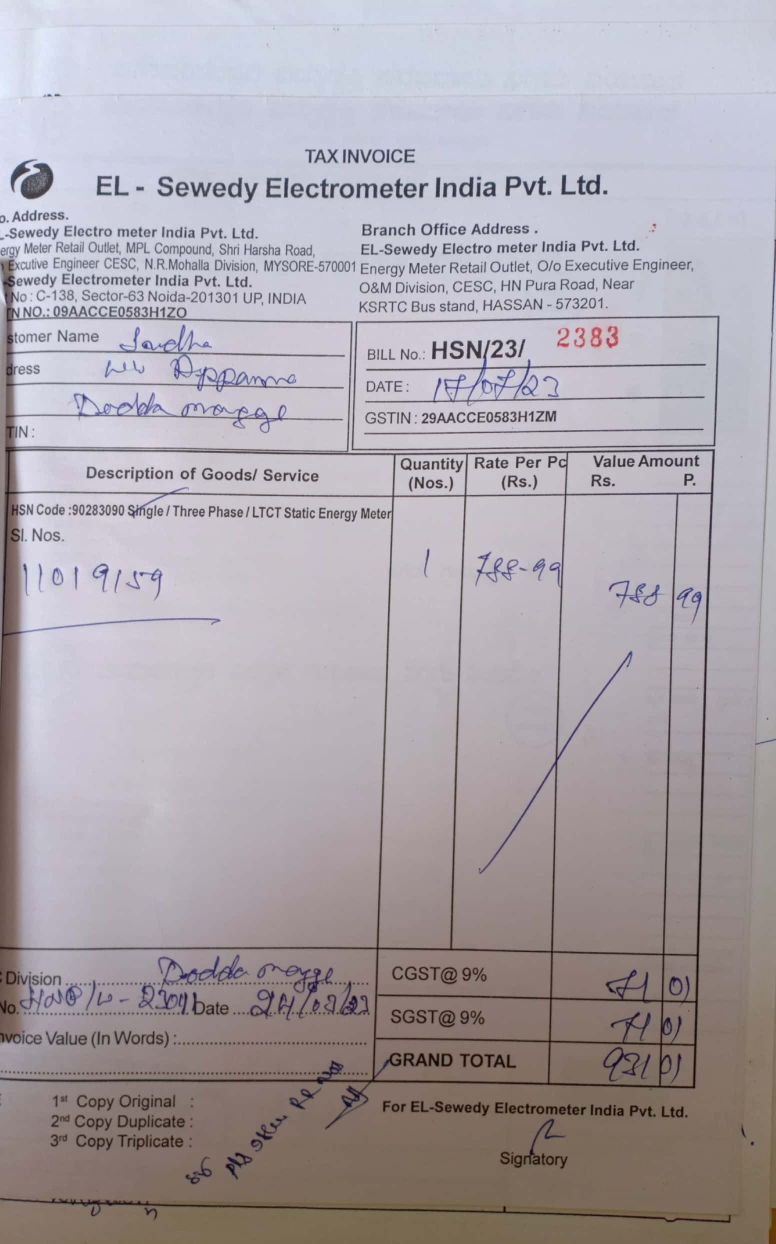 TAX INVOICE
EL - Sewedy Electrometer India Pvt. Ltd.
o. Address.
L-Sewedy Electro meter India Pvt. Ltd.
ergy Meter Retail Outlet, MPL Compound, Shri Harsha Road,
Excutive Engineer CESC, N.R.Mohalla Division, MYSORE-570001
-Sewedy Electrometer India Pvt. Ltd.
No : C-138, Sector-63 Noida-201301 UP, INDIA
TN NO.: 09AACCE0583H1ZO
Branch Office Address .
EL-Sewedy Electro meter India Pvt. Ltd.
Energy Meter Retail Outlet, O/o Executive Engineer,
O&M Division, CESC, HN Pura Road, Near
KSRTC Bus stand, HASSAN - 573201.
stomer Name
dress
Dodda magge
TIN :
BILL No.: HSN/23/ 2383
DATE : 17/07/23
GSTIN : 29AACCE0583H1ZM
Description of Goods/ Service Quantity (Nos.) Rate Per Pc (Rs.) Value Amount Rs. P.
HSN Code :90283090 Single / Three Phase / LTCT Static Energy Meter
Sl. Nos.
11019159 1 788-99 788 99
Division Dodda magge
No. Date
nvoice Value (In Words) :
CGST@ 9% 71 01
SGST@ 9% 71 01
GRAND TOTAL 931 01
1st Copy Original :
2nd Copy Duplicate :
3rd Copy Triplicate :
For EL-Sewedy Electrometer India Pvt. Ltd.
Signatory